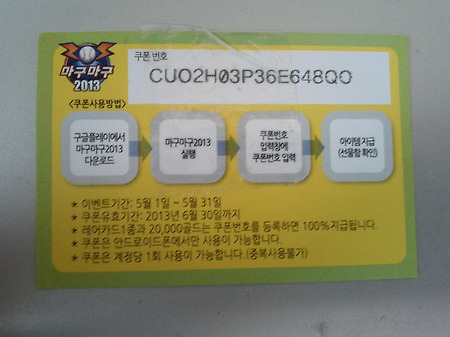 쿠폰 번호
CUO2H03P36E648QO
마구마구
2013
<쿠폰사용방법>
구글플레이에서
마구마구2013
다운로드
마구마구2013
실행
쿠폰번호
입력창에
쿠폰번호 입력
아이템 지급
(선물함 확인)
* 이벤트기간: 5월 1일 ~ 5월 31일
* 쿠폰유효기간: 2013년 6월 30일까지
* 레어카드1종과 20,000골드는 쿠폰번호를 등록하면 100%지급됩니다.
* 쿠폰은 안드로이드폰에서만 사용이 가능합니다.
* 쿠폰은 계정당 1회 사용이 가능합니다.(중복사용불가)